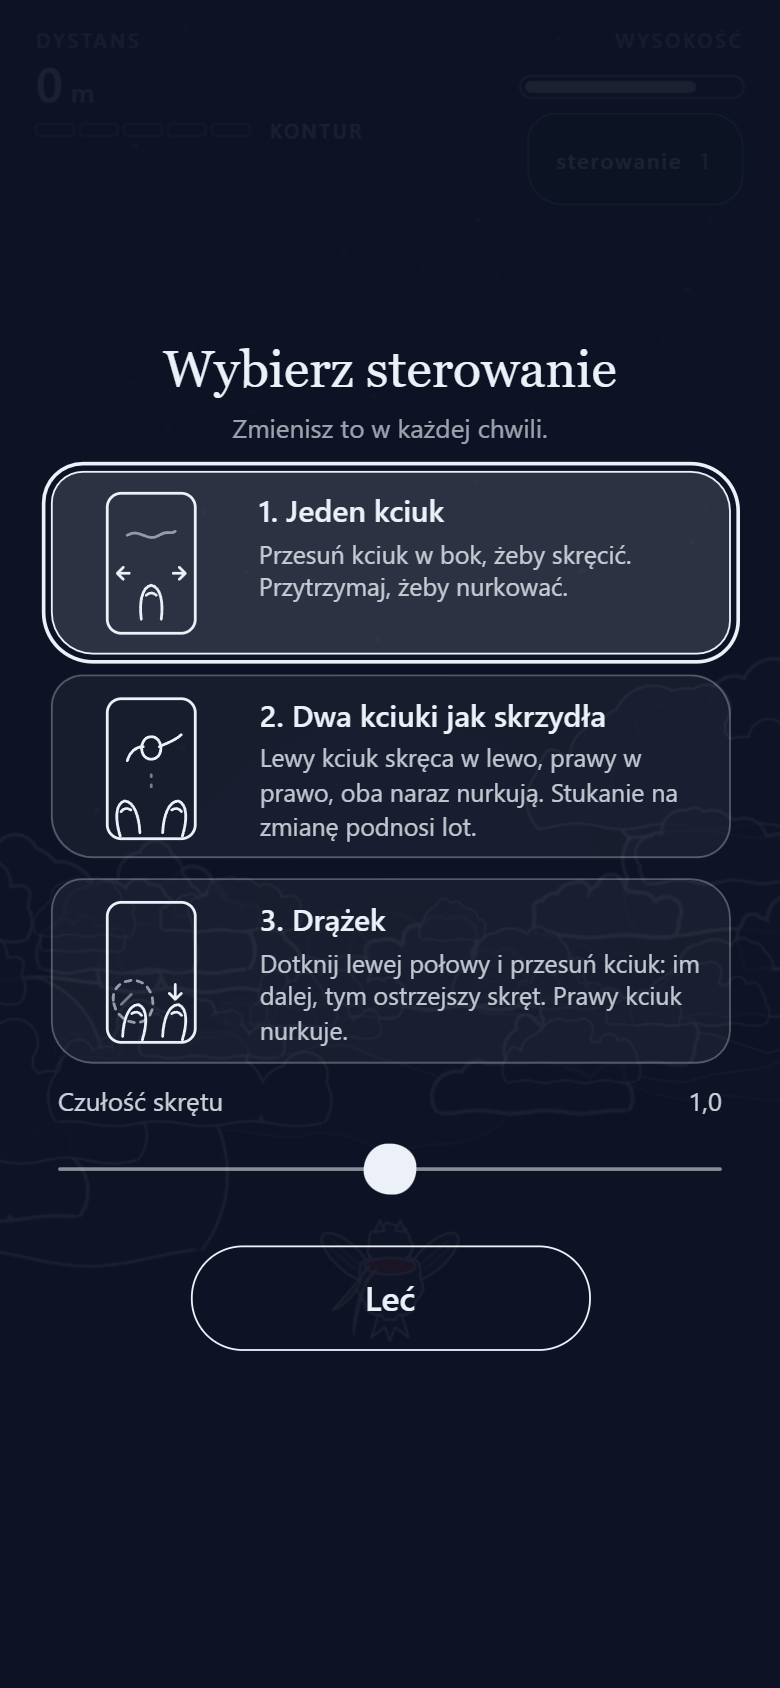 DYSTANS
WYSOKOŚĆ
0 m
KONTUR
sterowanie 1
Wybierz sterowanie
Zmienisz to w każdej chwili.
1. Jeden kciuk
Przesuń kciuk w bok, żeby skręcić.
Przytrzymaj, żeby nurkować.
2. Dwa kciuki jak skrzydła
Lewy kciuk skręca w lewo, prawy w
prawo, oba naraz nurkują. Stukanie na
zmianę podnosi lot.
3. Drążek
Dotknij lewej połowy i przesuń kciuk: im
dalej, tym ostrzejszy skręt. Prawy kciuk
nurkuje.
Czułość skrętu 1,0
Leć